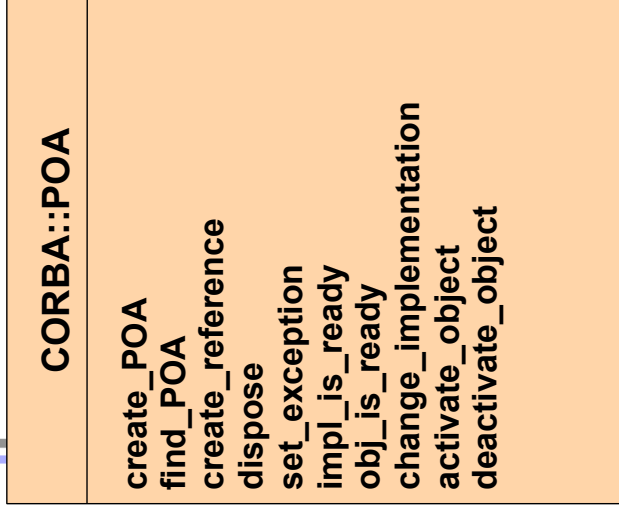 CORBA::POA
create_POA
find_POA
create_reference
dispose
set_exception
impl_is_ready
obj_is_ready
change_implementation
activate_object
deactivate_object